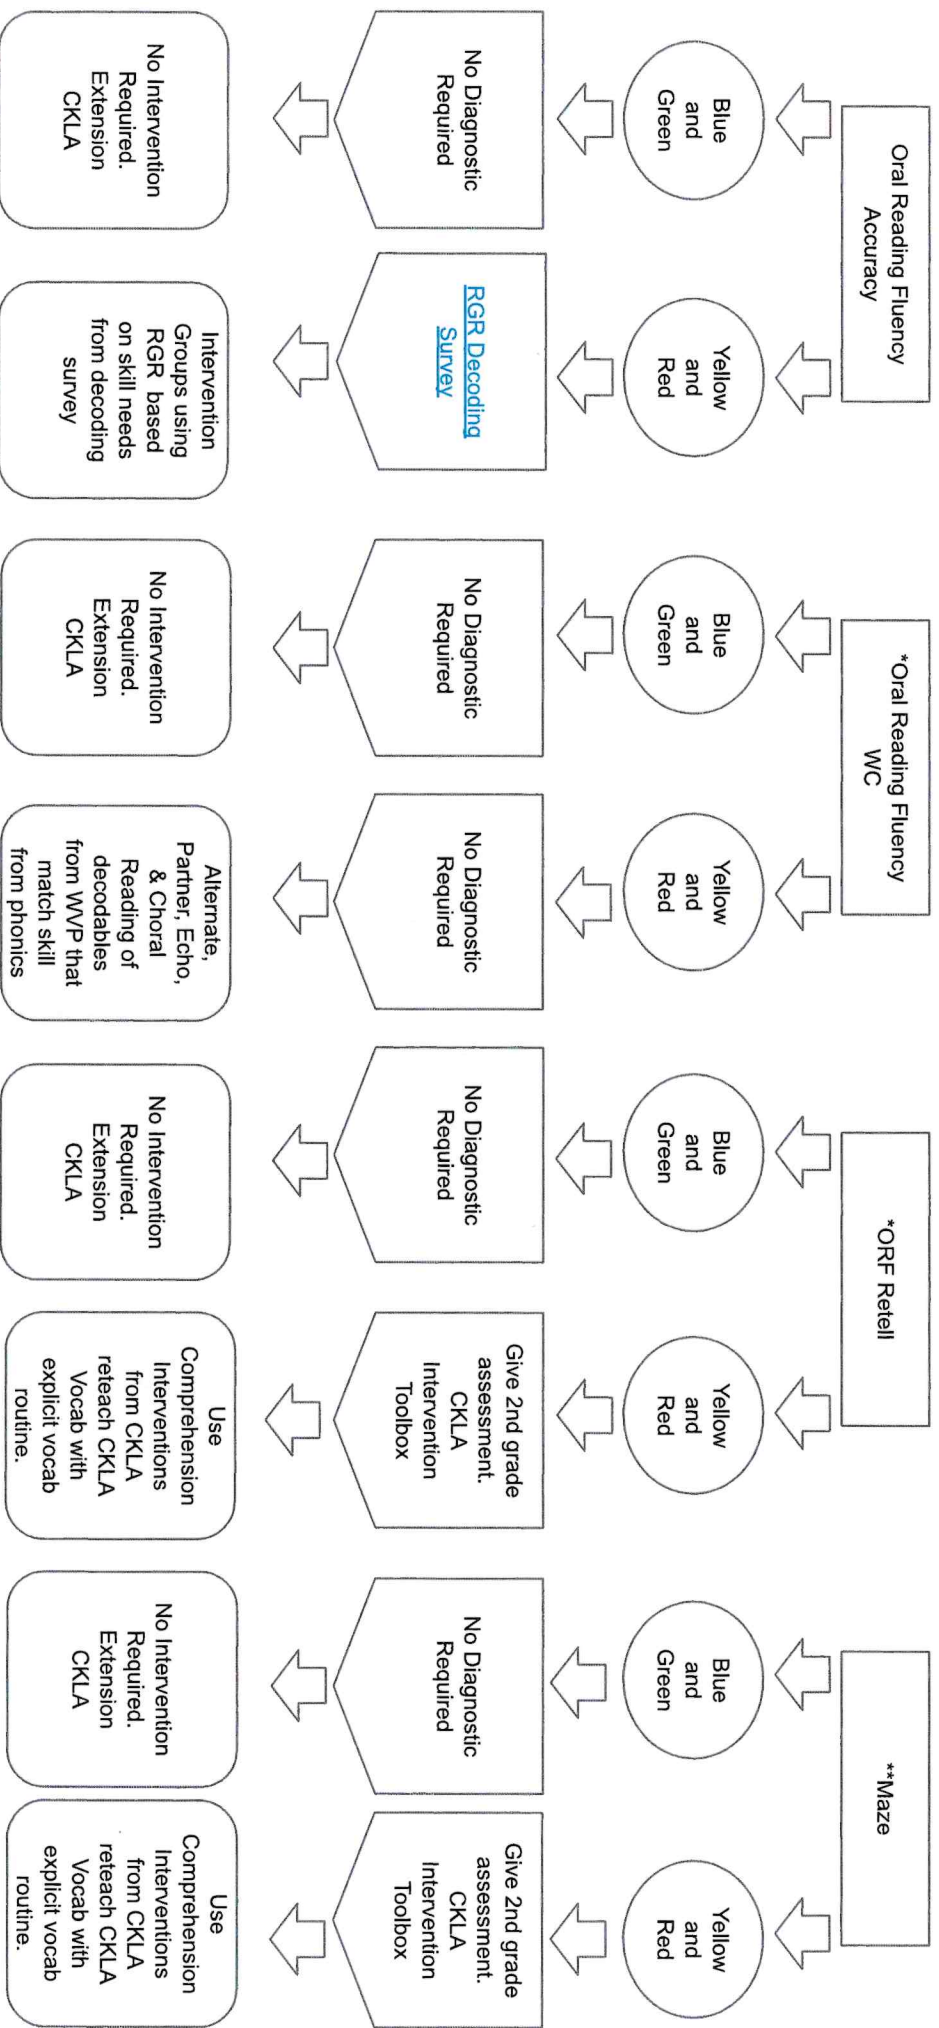 Oral Reading Fluency
Accuracy
*Oral Reading Fluency
WC
*ORF Retell
**Maze
Blue
and
Green
Yellow
and
Red
Blue
and
Green
Yellow
and
Red
Blue
and
Green
Yellow
and
Red
Blue
and
Green
Yellow
and
Red
No Diagnostic
Required
RGR Decoding
Survey
No Diagnostic
Required
No Diagnostic
Required
No Diagnostic
Required
Give 2nd grade
assessment.
CKLA
Intervention
Toolbox
No Diagnostic
Required
Give 2nd grade
assessment.
CKLA
Intervention
Toolbox
No Intervention
Required.
Extension
CKLA
Intervention
Groups using
RGR based
on skill needs
from decoding
survey
No Intervention
Required.
Extension
CKLA
Alternate,
Partner, Echo,
& Choral
Reading of
decodables
from WVP that
match skill
from phonics
No Intervention
Required.
Extension
CKLA
Use
Comprehension
Interventions
from CKLA
reteach CKLA
Vocab with
explicit vocab
routine.
No Intervention
Required.
Extension
CKLA
Use
Comprehension
Interventions
from CKLA
reteach CKLA
Vocab with
explicit vocab
routine.